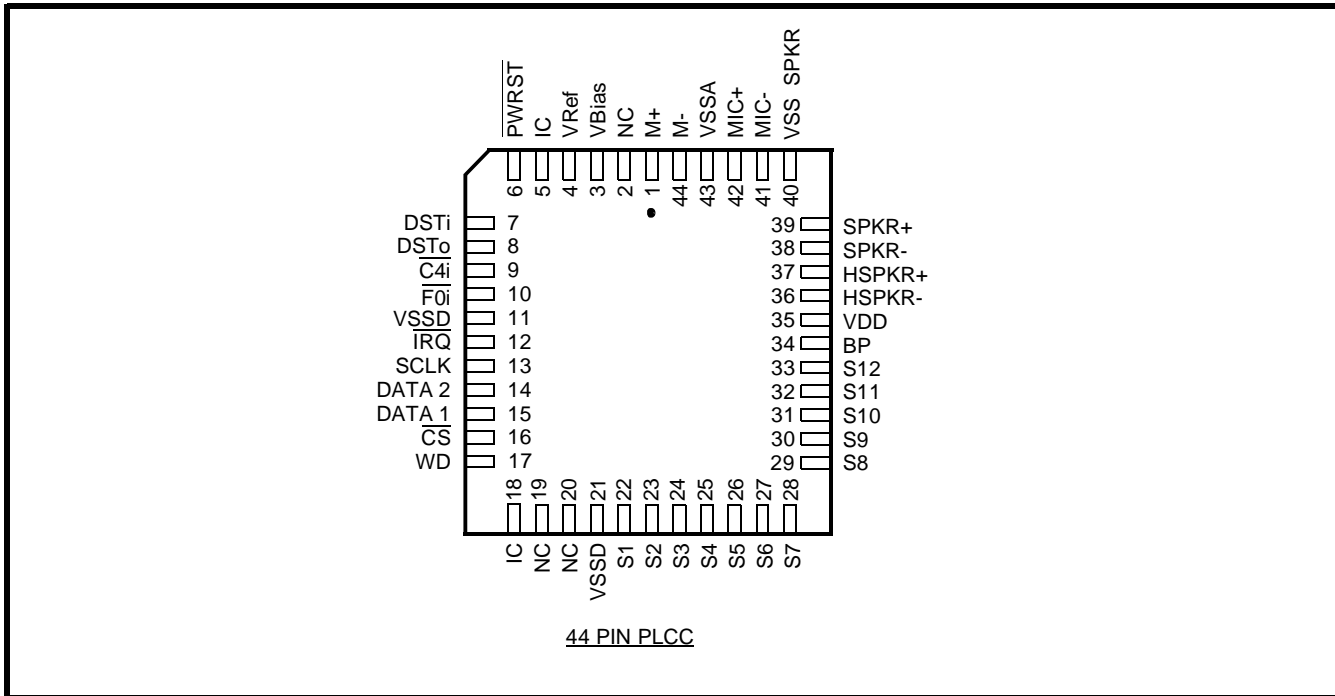 PWRST
IC
VRef
VBias
NC
M+
M-
VSSA
MIC+
MIC-
VSS SPKR
6
5
4
3
2
1
44
43
42
41
40
DSTi 7
DSTo 8
C4i 9
F0i 10
VSSD 11
IRQ 12
SCLK 13
DATA 2 14
DATA 1 15
CS 16
WD 17
39 SPKR+
38 SPKR-
37 HSPKR+
36 HSPKR-
35 VDD
34 BP
33 S12
32 S11
31 S10
30 S9
29 S8
18
19
20
21
22
23
24
25
26
27
28
IC
NC
NC
VSSD
S1
S2
S3
S4
S5
S6
S7
44 PIN PLCC